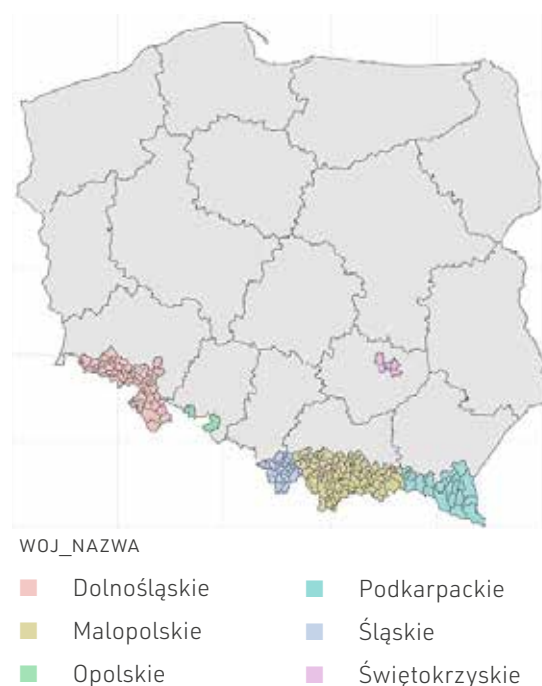 WOJ_NAZWA
Dolnośląskie
Malopolskie
Opolskie
Podkarpackie
Śląskie
Świętokrzyskie